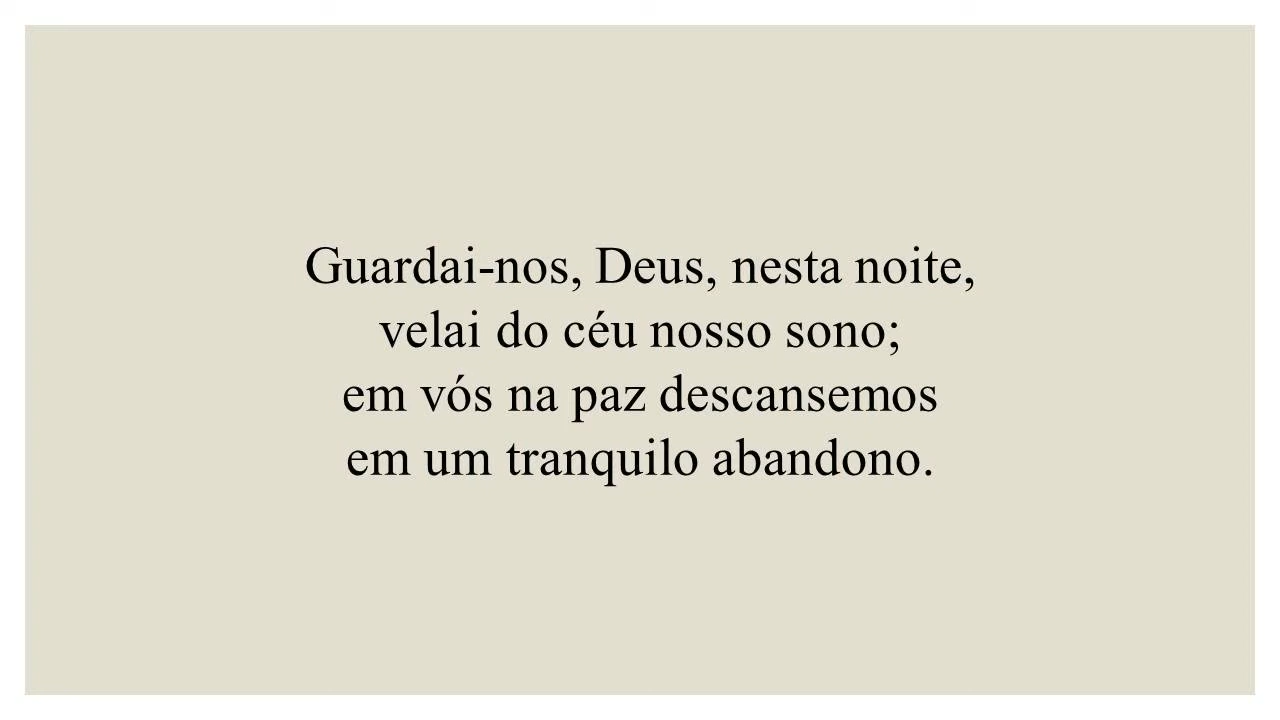 Guardai-nos, Deus, nesta noite,
velai do céu nosso sono;
em vós na paz descansemos
em um tranquilo abandono.